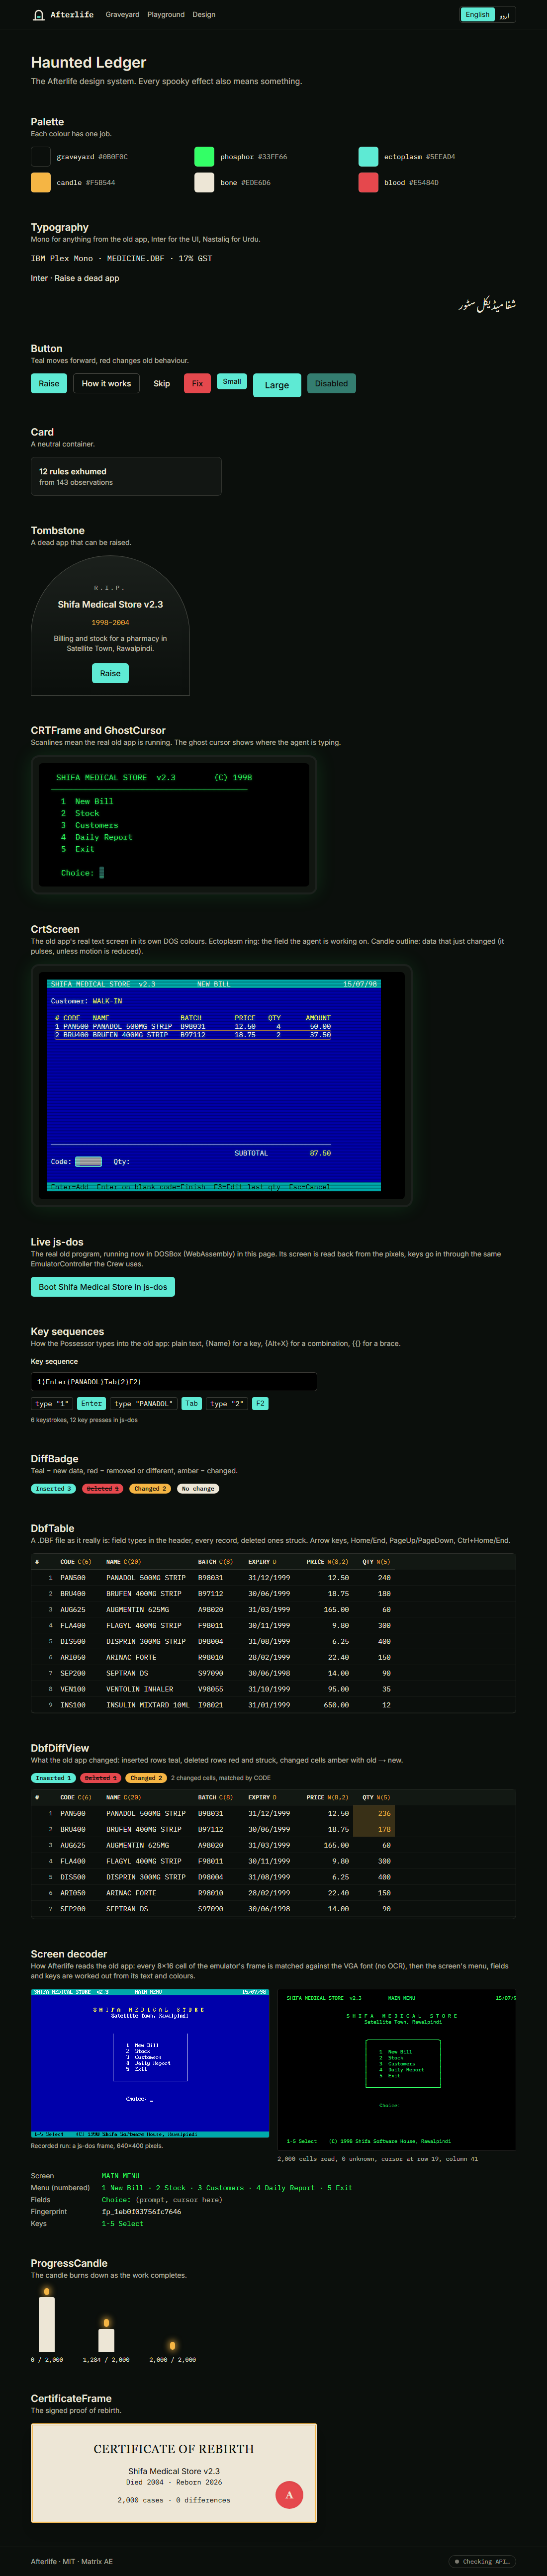 Afterlife Graveyard Playground Design English اردو
Haunted Ledger
The Afterlife design system. Every spooky effect also means something.
Palette
Each colour has one job.
graveyard #0B0F0C phosphor #33FF66 ectoplasm #5EEAD4
candle #F5B544 bone #EDE6D6 blood #E5484D
Typography
Mono for anything from the old app, Inter for the UI, Nastaliq for Urdu.
IBM Plex Mono · MEDICINE.DBF · 17% GST
Inter · Raise a dead app
شفا میڈیکل سٹور
Button
Teal moves forward, red changes old behaviour.
Raise How it works Skip Fix Small Large Disabled
Card
A neutral container.
12 rules exhumed
from 143 observations
Tombstone
A dead app that can be raised.
R.I.P.
Shifa Medical Store v2.3
1998–2004
Billing and stock for a pharmacy in
Satellite Town, Rawalpindi.
Raise
CRTFrame and GhostCursor
Scanlines mean the real old app is running. The ghost cursor shows where the agent is typing.
SHIFA MEDICAL STORE v2.3 (C) 1998
1 New Bill
2 Stock
3 Customers
4 Daily Report
5 Exit
Choice: _
CrtScreen
The old app's real text screen in its own DOS colours. Ectoplasm ring: the field the agent is working on. Candle outline: data that just changed (it
pulses, unless motion is reduced).
SHIFA MEDICAL STORE v2.3 NEW BILL 15/07/98
Customer: WALK-IN
# CODE NAME BATCH PRICE QTY AMOUNT
1 PAN500 PANADOL 500MG STRIP B98031 12.50 4 50.00
2 BRU400 BRUFEN 400MG STRIP B97112 18.75 2 37.50
SUBTOTAL 87.50
Code: Qty:
Enter=Add Enter on blank code=Finish F3=Edit last qty Esc=Cancel
Live js-dos
The real old program, running now in DOSBox (WebAssembly) in this page. Its screen is read back from the pixels, keys go in through the same
EmulatorController the Crew uses.
Boot Shifa Medical Store in js-dos
Key sequences
How the Possessor types into the old app: plain text, {Name} for a key, {Alt+X} for a combination, {{} for a brace.
Key sequence
1{Enter}PANADOL{Tab}2{F2}
type "1" Enter type "PANADOL" Tab type "2" F2
6 keystrokes, 12 key presses in js-dos
DiffBadge
Teal = new data, red = removed or different, amber = changed.
Inserted 3 Deleted 1 Changed 2 No change
DbfTable
A .DBF file as it really is: field types in the header, every record, deleted ones struck. Arrow keys, Home/End, PageUp/PageDown, Ctrl+Home/End.
# CODE C(6) NAME C(20) BATCH C(8) EXPIRY D PRICE N(8,2) QTY N(5)
1 PAN500 PANADOL 500MG STRIP B98031 31/12/1999 12.50 240
2 BRU400 BRUFEN 400MG STRIP B97112 30/06/1999 18.75 180
3 AUG625 AUGMENTIN 625MG A98020 31/03/1999 165.00 60
4 FLA400 FLAGYL 400MG STRIP F98011 30/11/1999 9.80 300
5 DIS500 DISPRIN 300MG STRIP D98004 31/08/1999 6.25 400
6 ARI050 ARINAC FORTE R98010 28/02/1999 22.40 150
7 SEP200 SEPTRAN DS S97090 30/06/1998 14.00 90
8 VEN100 VENTOLIN INHALER V98055 31/10/1999 95.00 35
9 INS100 INSULIN MIXTARD 10ML I98021 31/01/1999 650.00 12
DbfDiffView
What the old app changed: inserted rows teal, deleted rows red and struck, changed cells amber with old → new.
Inserted 1 Deleted 1 Changed 2 2 changed cells, matched by CODE
# CODE C(6) NAME C(20) BATCH C(8) EXPIRY D PRICE N(8,2) QTY N(5)
1 PAN500 PANADOL 500MG STRIP B98031 31/12/1999 12.50 236
2 BRU400 BRUFEN 400MG STRIP B97112 30/06/1999 18.75 178
3 AUG625 AUGMENTIN 625MG A98020 31/03/1999 165.00 60
4 FLA400 FLAGYL 400MG STRIP F98011 30/11/1999 9.80 300
5 DIS500 DISPRIN 300MG STRIP D98004 31/08/1999 6.25 400
6 ARI050 ARINAC FORTE R98010 28/02/1999 22.40 150
7 SEP200 SEPTRAN DS S97090 30/06/1998 14.00 90
Screen decoder
How Afterlife reads the old app: every 8×16 cell of the emulator's frame is matched against the VGA font (no OCR), then the screen's menu, fields
and keys are worked out from its text and colours.
SHIFA MEDICAL STORE v2.3 MAIN MENU 15/07/98
S H I F A M E D I C A L S T O R E
Satellite Town, Rawalpindi
1 New Bill
2 Stock
3 Customers
4 Daily Report
5 Exit
Choice: _
1-5 Select (C) 1998 Shifa Software House, Rawalpindi
Recorded run: a js-dos frame, 640×400 pixels.
SHIFA MEDICAL STORE v2.3 MAIN MENU 15/07/
S H I F A M E D I C A L S T O R E
Satellite Town, Rawalpindi
1 New Bill
2 Stock
3 Customers
4 Daily Report
5 Exit
Choice:
1-5 Select (C) 1998 Shifa Software House, Rawalpindi
2,000 cells read, 0 unknown, cursor at row 19, column 41
Screen MAIN MENU
Menu (numbered) 1 New Bill · 2 Stock · 3 Customers · 4 Daily Report · 5 Exit
Fields Choice: (prompt, cursor here)
Fingerprint fp_1eb0f03756fc7646
Keys 1-5 Select
ProgressCandle
The candle burns down as the work completes.
0 / 2,000 1,284 / 2,000 2,000 / 2,000
CertificateFrame
The signed proof of rebirth.
CERTIFICATE OF REBIRTH
Shifa Medical Store v2.3
Died 2004 · Reborn 2026
2,000 cases · 0 differences
A
Afterlife · MIT · Matrix AE Checking API…